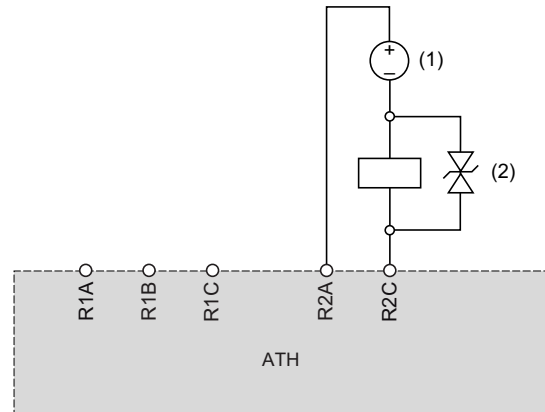 +
(1)
−
(2)
R1A
R1B
R1C
R2A
R2C
ATH